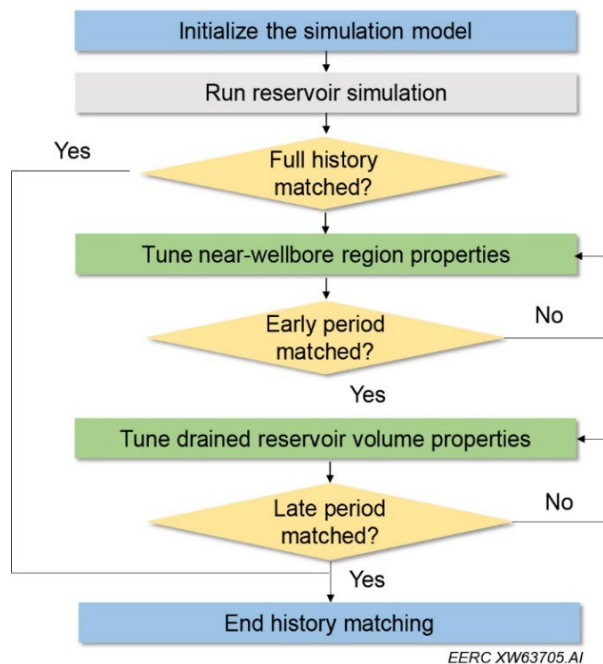 Initialize the simulation model
Run reservoir simulation
Yes
Full history
matched?
Tune near-wellbore region properties
Early period
matched?
No
Yes
Tune drained reservoir volume properties
Late period
matched?
No
Yes
End history matching
EERC XW63705.AI